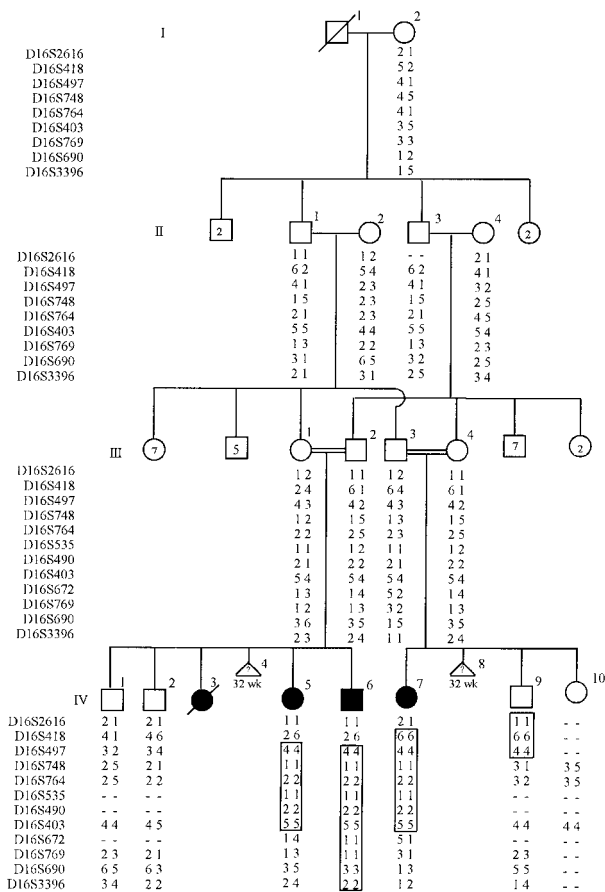 I 1 2
D16S2616 2 1
D16S418 5 2
D16S497 4 1
D16S748 4 5
D16S764 4 1
D16S403 3 5
D16S769 3 3
D16S690 1 2
D16S3396 1 5
II 2 1 2 3 4 2
D16S2616 1 1 1 2 - - 2 1
D16S418 6 2 5 4 6 2 4 1
D16S497 4 1 2 3 4 1 3 2
D16S748 1 5 2 3 1 5 2 5
D16S764 2 1 2 3 2 1 4 5
D16S403 5 5 4 4 5 5 5 4
D16S769 1 3 2 2 1 3 2 3
D16S690 3 1 6 5 3 2 2 5
D16S3396 2 1 3 1 2 5 3 4
III 7 5 1 2 3 4 7 2
D16S2616 1 2 1 1 1 2 1 1
D16S418 2 4 6 1 6 4 6 1
D16S497 4 3 4 2 4 3 4 2
D16S748 1 2 1 5 1 3 1 5
D16S764 2 2 2 5 2 3 2 5
D16S535 1 1 1 2 1 1 1 2
D16S490 2 1 2 2 2 1 2 2
D16S403 5 4 5 4 5 4 5 4
D16S672 1 3 1 4 5 2 1 4
D16S769 1 2 1 3 3 2 1 3
D16S690 3 6 3 5 1 5 3 5
D16S3396 2 3 2 4 1 1 2 4
IV 1 2 3 ? 4 5 6 7 ? 8 9 10
32 wk 32 wk
D16S2616 2 1 2 1 1 1 1 1 2 1 1 1 - -
D16S418 4 1 4 6 2 6 2 6 6 6 6 6 - -
D16S497 3 2 3 4 4 4 4 4 4 4 4 4 - -
D16S748 2 5 2 1 1 1 1 1 1 1 3 1 3 5
D16S764 2 5 2 2 2 2 2 2 2 2 3 2 3 5
D16S535 - - - - 1 1 1 1 1 1 - - - -
D16S490 - - - - 2 2 2 2 2 2 - - - -
D16S403 4 4 4 5 5 5 5 5 5 5 4 4 4 4
D16S672 - - - - 1 4 1 1 5 1 - - - -
D16S769 2 3 2 1 1 3 1 1 3 1 2 3 - -
D16S690 6 5 6 3 3 5 3 3 1 3 5 5 - -
D16S3396 3 4 2 2 2 4 2 2 1 2 1 4 - -